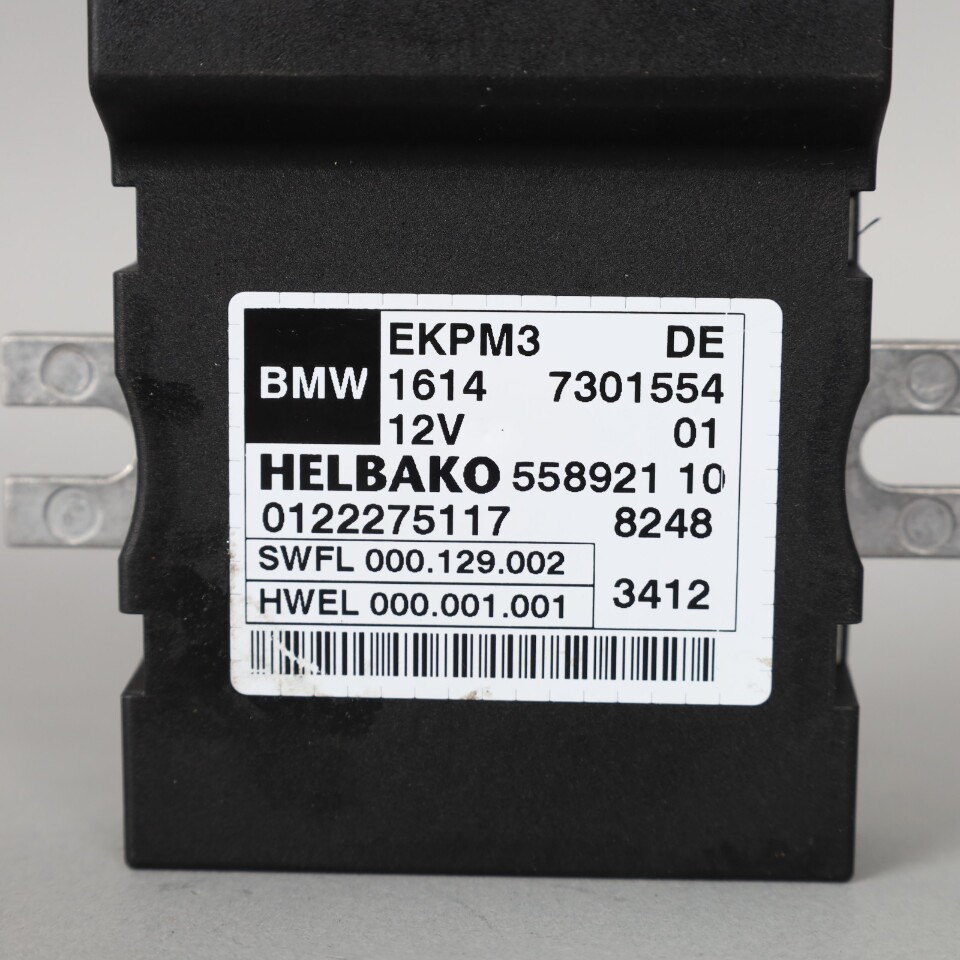 BMW
EKPM3 DE
1614 7301554
12V 01
HELBAKO 558921 10
0122275117 8248
SWFL 000.129.002
HWEL 000.001.001
3412